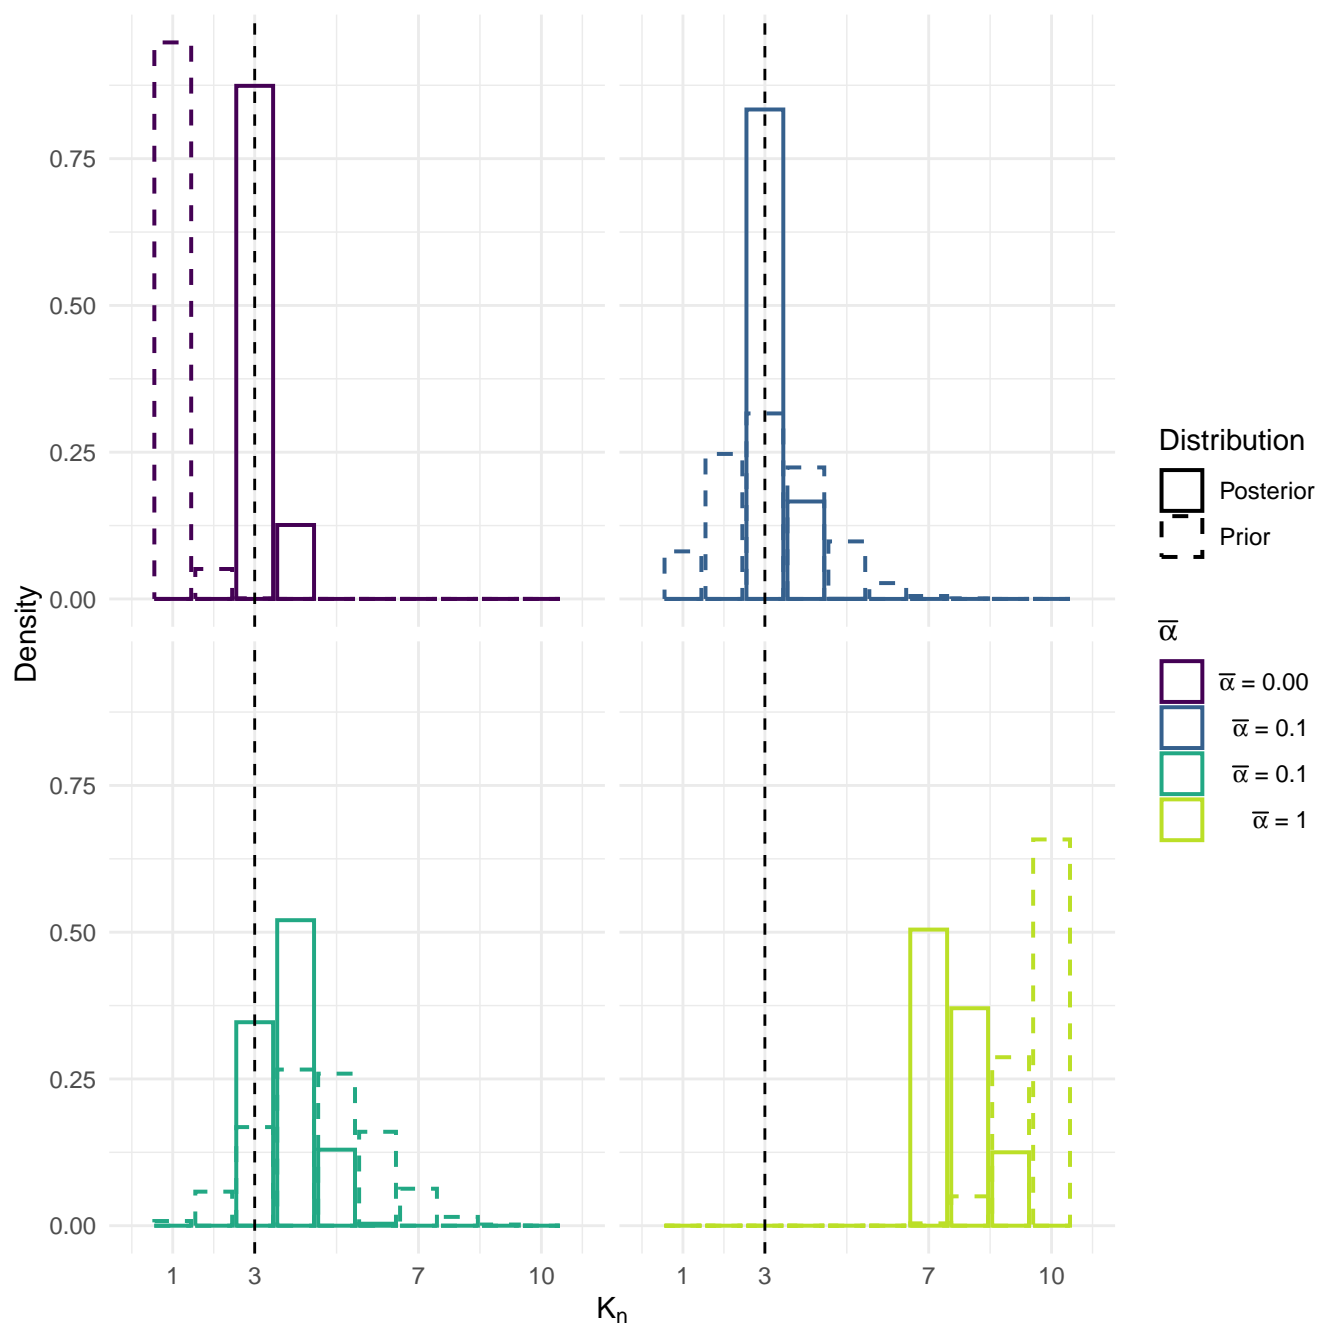 0.75
0.50
0.25
0.00
0.75
0.50
0.25
0.00
Density
1 3 7 10
1 3 7 10
Kₙ
Distribution
Posterior
Prior
α̅
α̅ = 0.00
α̅ = 0.1
α̅ = 0.1
α̅ = 1